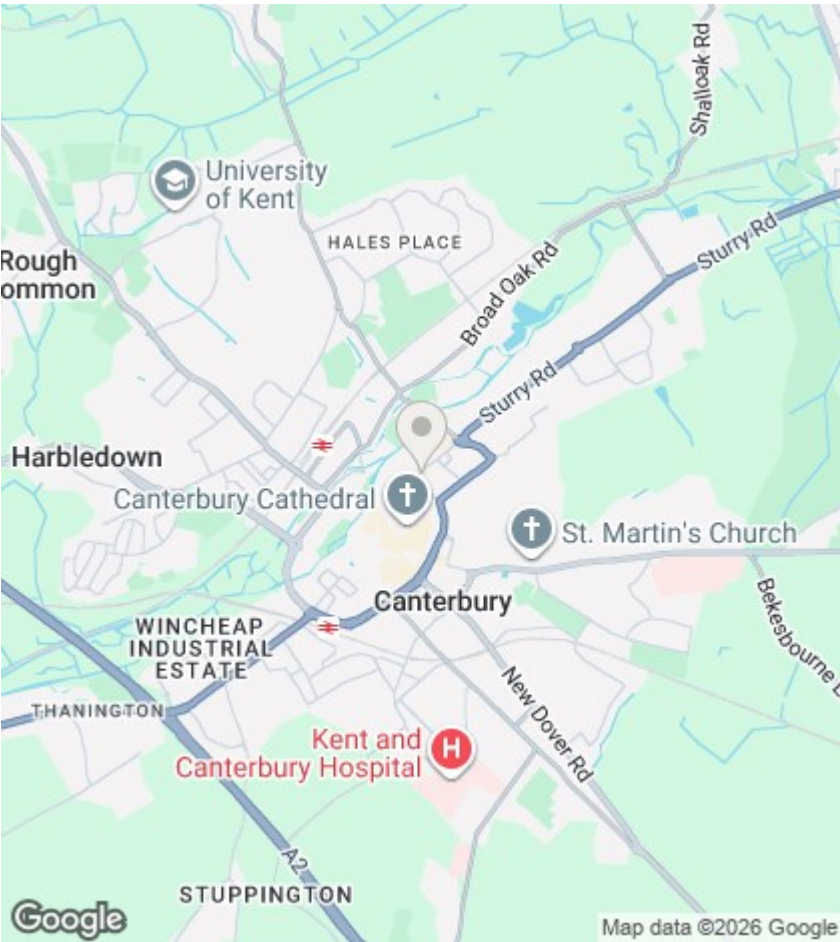 Shalloak Rd
University
of Kent
HALES PLACE
Sturry Rd
Rough
ommon
Broad Oak Rd
Sturry Rd
Harbledown
Canterbury Cathedral
St. Martin's Church
Canterbury
Bekesbourne
WINCHEAP
INDUSTRIAL
ESTATE
THANINGTON
New Dover Rd
Kent and
Canterbury Hospital
H
A2
STUPPINGTON
Google
Map data ©2026 Google